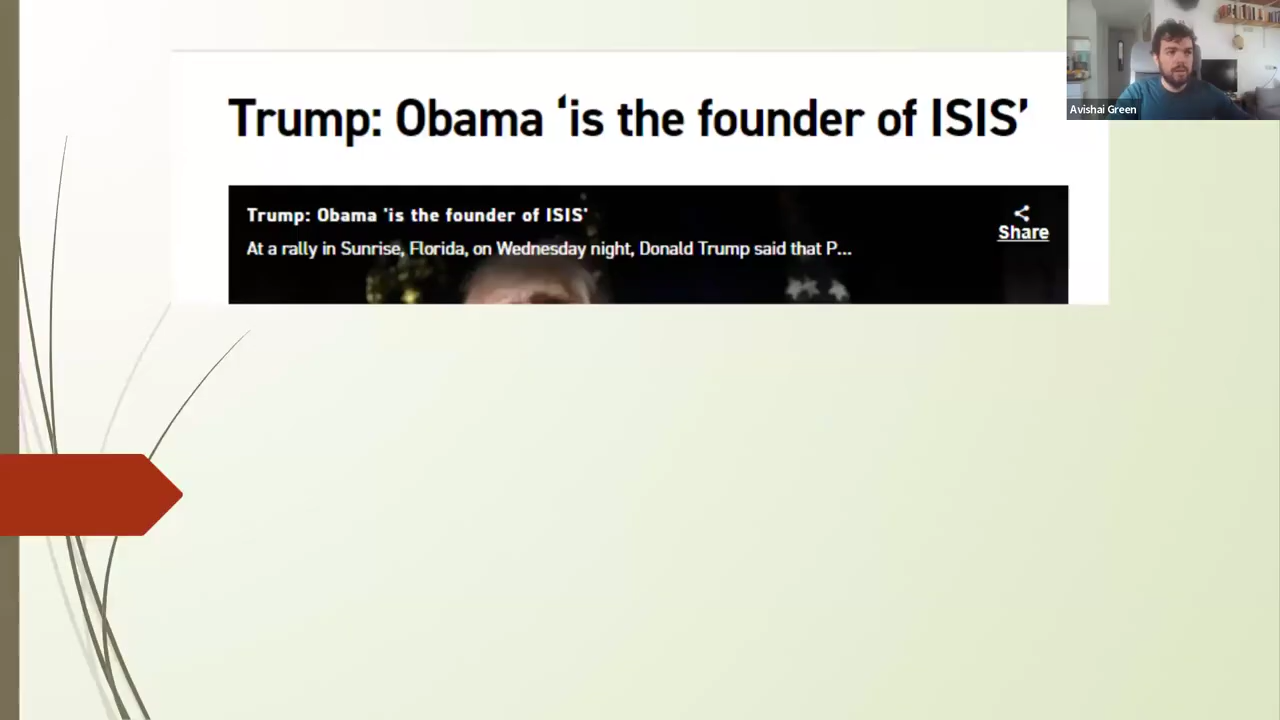 Trump: Obama ‘is the founder of ISIS’
Trump: Obama 'is the founder of ISIS'
Share
At a rally in Sunrise, Florida, on Wednesday night, Donald Trump said that P...
Avishai Green